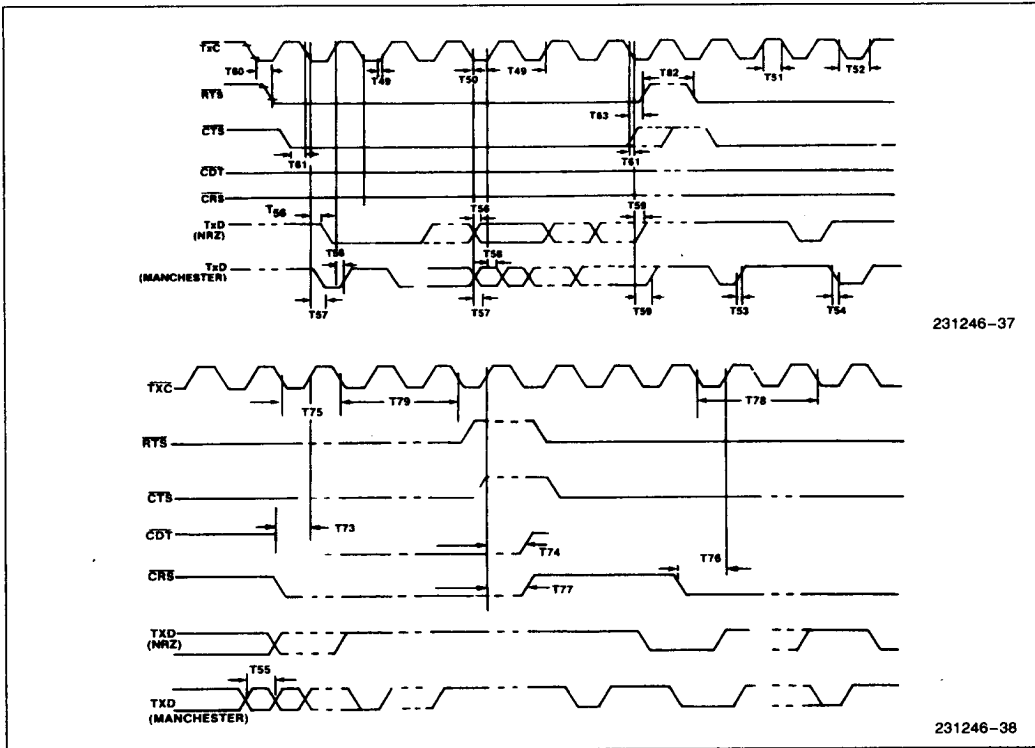 TxC
T60 T49 T50 T49 T51 T52
RTS
T82
T63
CTS
T61 T61
CDT
CRS
T56 T56 T59
TxD
(NRZ)
T58 T58
TxD
(MANCHESTER)
T57 T57 T59 T53 T54
231246-37
TXC
T75 T79 T78
RTS
CTS
CDT
T73 T74 T76
CRS
T77
TXD
(NRZ)
T55
TXD
(MANCHESTER)
231246-38